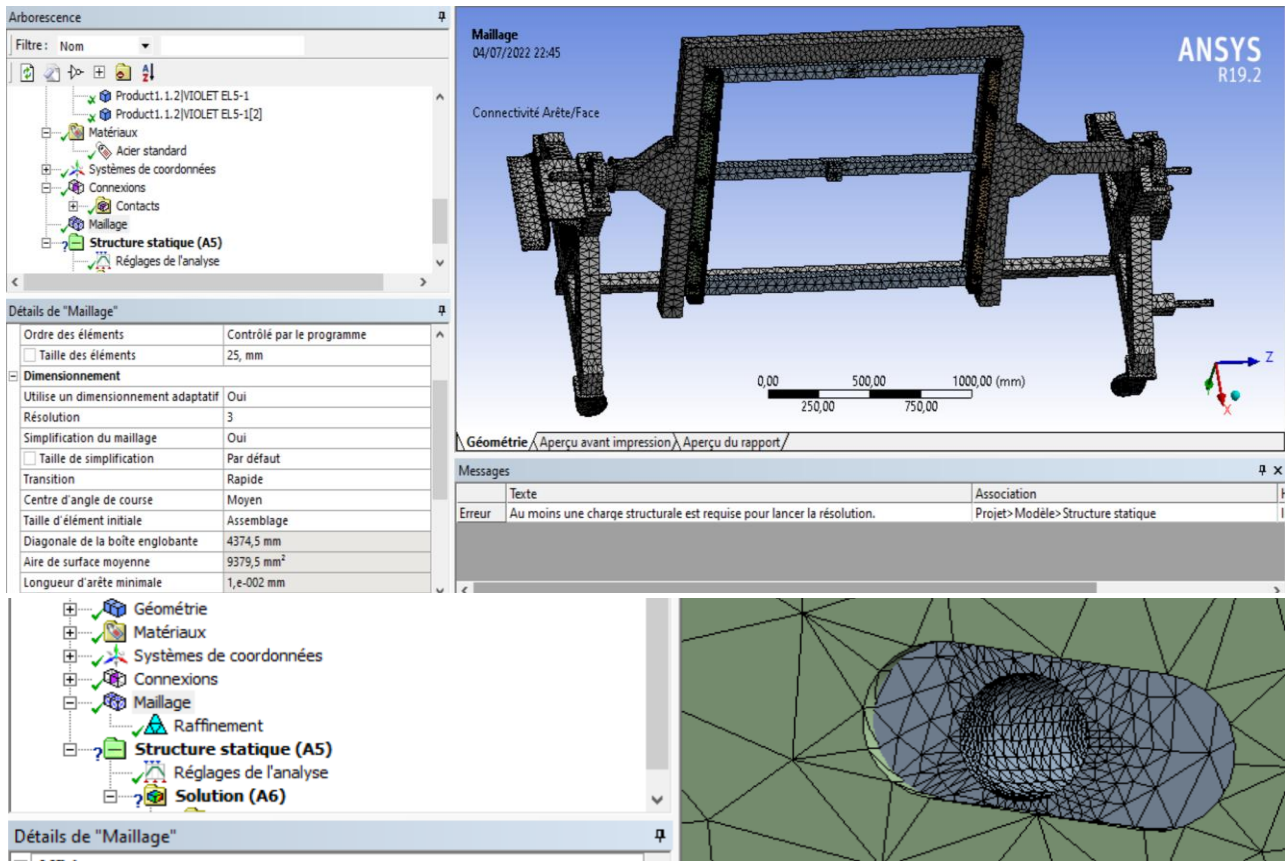 Arborescence
Filtre : Nom
Product1.1.2|VIOLET EL5-1
Product1.1.2|VIOLET EL5-1[2]
Matériaux
Acier standard
Systèmes de coordonnées
Connexions
Contacts
Maillage
Structure statique (A5)
Réglages de l'analyse
Détails de "Maillage"
Ordre des éléments Contrôlé par le programme
Taille des éléments 25, mm
Dimensionnement
Utilise un dimensionnement adaptatif Oui
Résolution 3
Simplification du maillage Oui
Taille de simplification Par défaut
Transition Rapide
Centre d'angle de course Moyen
Taille d'élément initiale Assemblage
Diagonale de la boîte englobante 4374,5 mm
Aire de surface moyenne 9379,5 mm²
Longueur d'arête minimale 1,e-002 mm
Maillage
04/07/2022 22:45
Connectivité Arête/Face
ANSYS
R19.2
0,00 500,00 1000,00 (mm)
250,00 750,00
Z
X
Géométrie Aperçu avant impression Aperçu du rapport
Messages
Texte Association
Erreur Au moins une charge structurale est requise pour lancer la résolution. Projet>Modèle>Structure statique
Géométrie
Matériaux
Systèmes de coordonnées
Connexions
Maillage
Raffinement
Structure statique (A5)
Réglages de l'analyse
Solution (A6)
Détails de "Maillage"